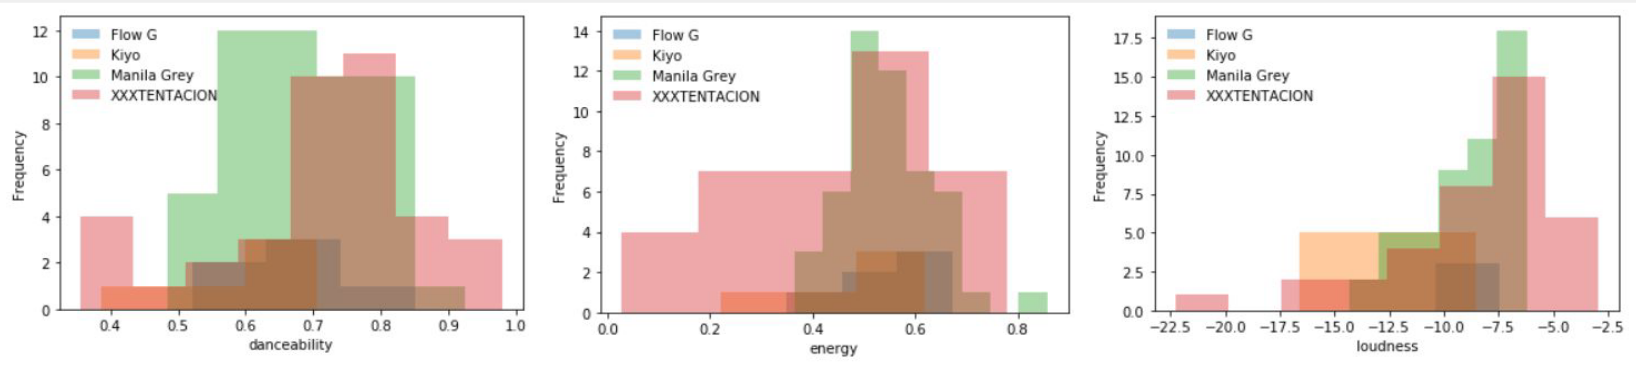 12
10
8
6
4
2
0
Frequency
Flow G
Kiyo
Manila Grey
XXXTENTACION
0.4 0.5 0.6 0.7 0.8 0.9 1.0
danceability
14
12
10
8
6
4
2
0
Frequency
Flow G
Kiyo
Manila Grey
XXXTENTACION
0.0 0.2 0.4 0.6 0.8
energy
17.5
15.0
12.5
10.0
7.5
5.0
2.5
0.0
Frequency
Flow G
Kiyo
Manila Grey
XXXTENTACION
−22.5 −20.0 −17.5 −15.0 −12.5 −10.0 −7.5 −5.0 −2.5
loudness